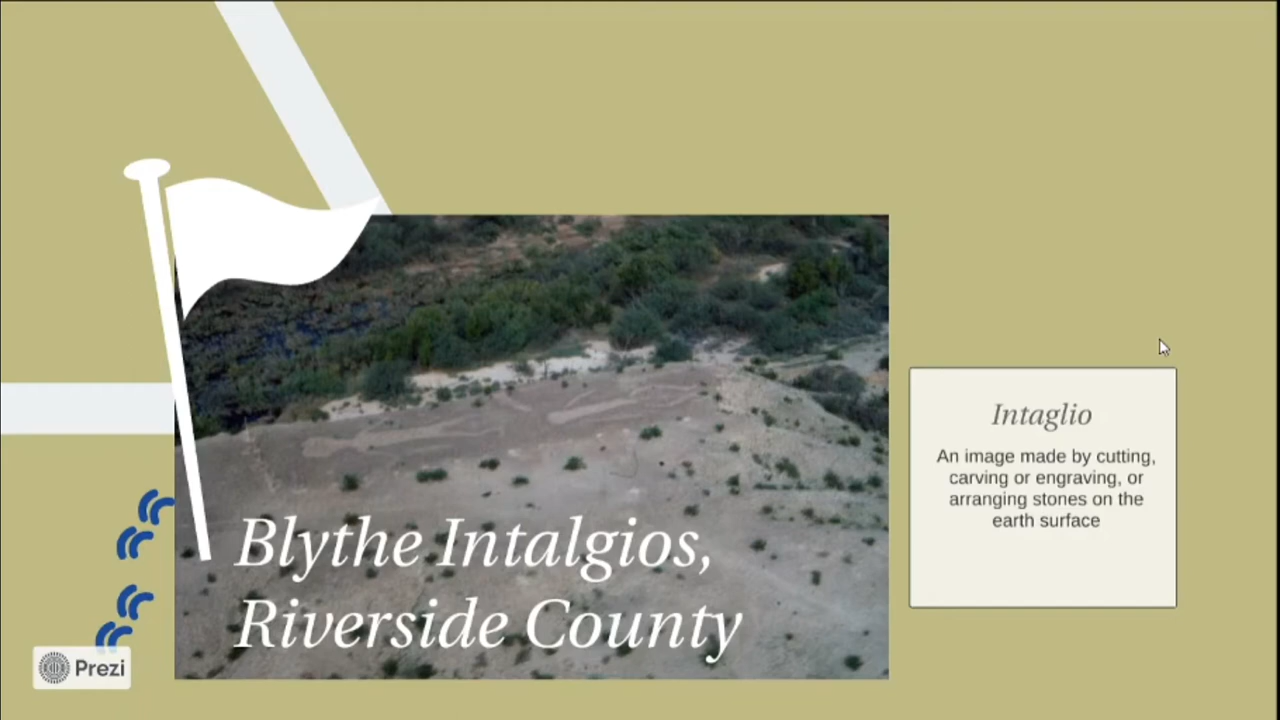 Blythe Intalgios,
Riverside County
Intaglio
An image made by cutting,
carving or engraving, or
arranging stones on the
earth surface
Prezi